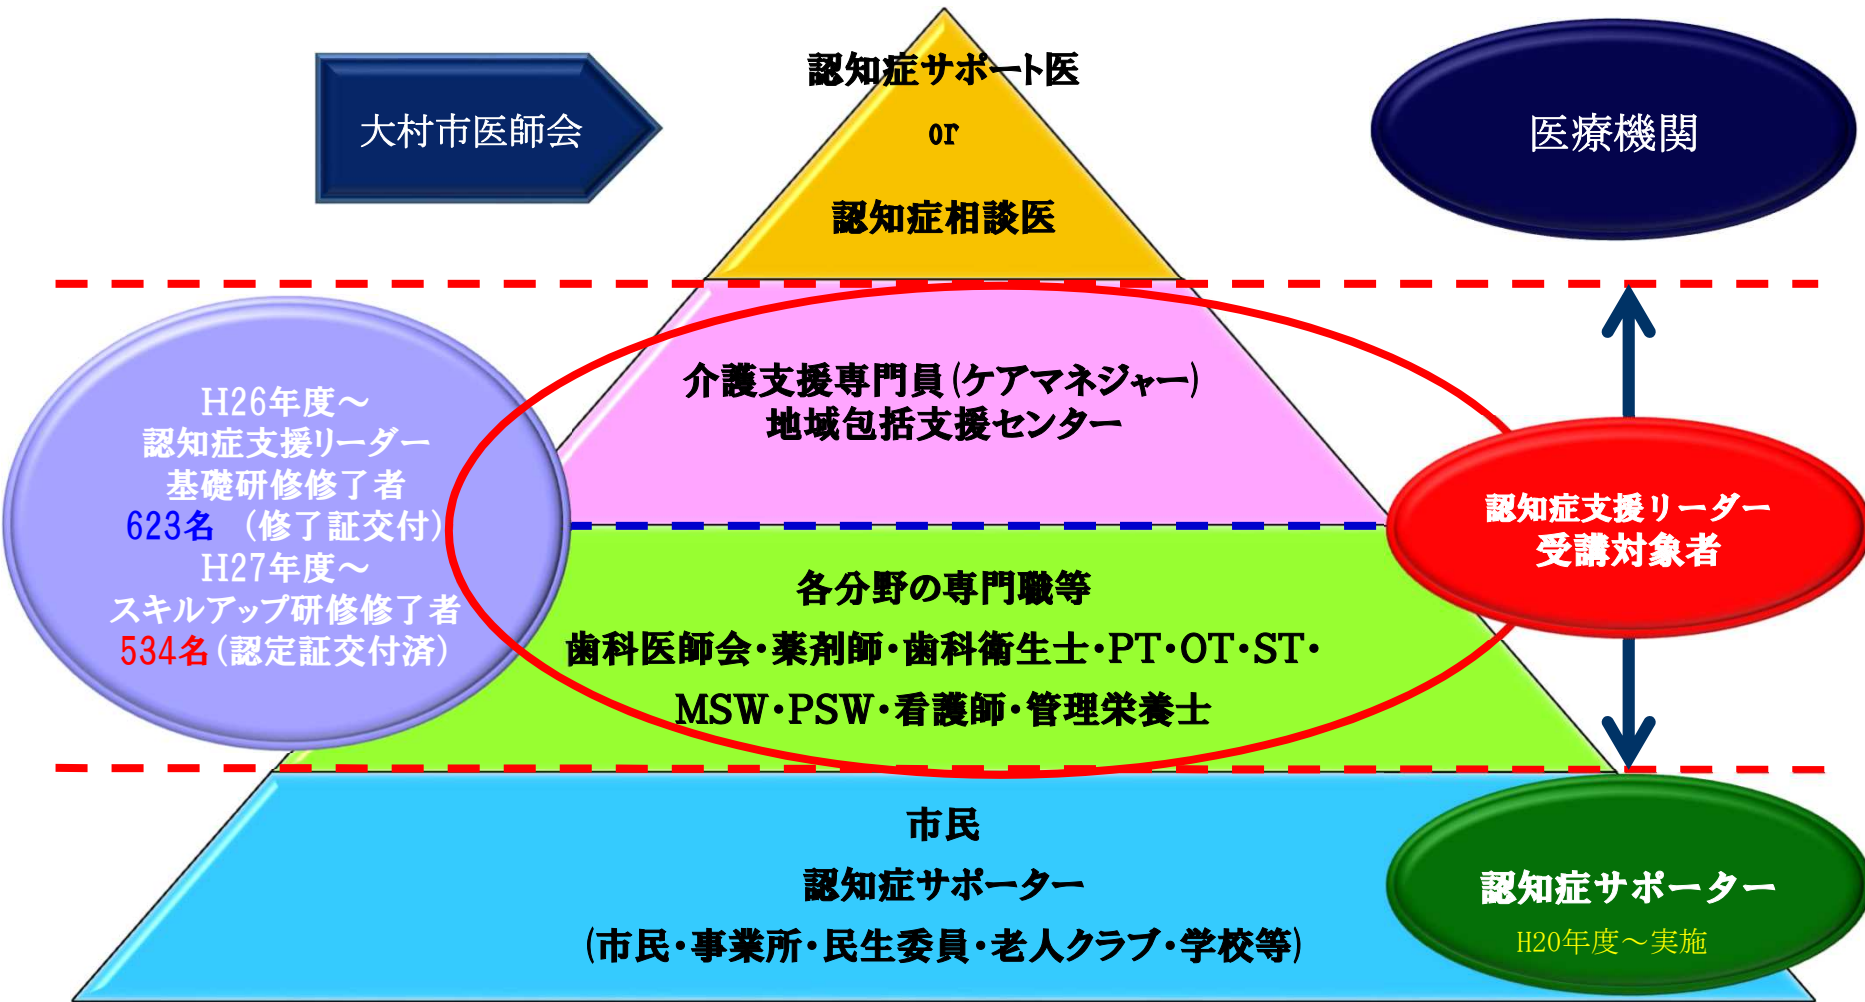 認知症サポート医
or
認知症相談医
大村市医師会
医療機関
介護支援専門員(ケアマネジャー)
地域包括支援センター
H26年度～
認知症支援リーダー
基礎研修修了者
623名 (修了証交付)
H27年度～
スキルアップ研修修了者
534名(認定証交付済)
認知症支援リーダー
受講対象者
各分野の専門職等
歯科医師会・薬剤師・歯科衛生士・PT・OT・ST・
MSW・PSW・看護師・管理栄養士
市民
認知症サポーター
(市民・事業所・民生委員・老人クラブ・学校等)
認知症サポーター
H20年度～実施